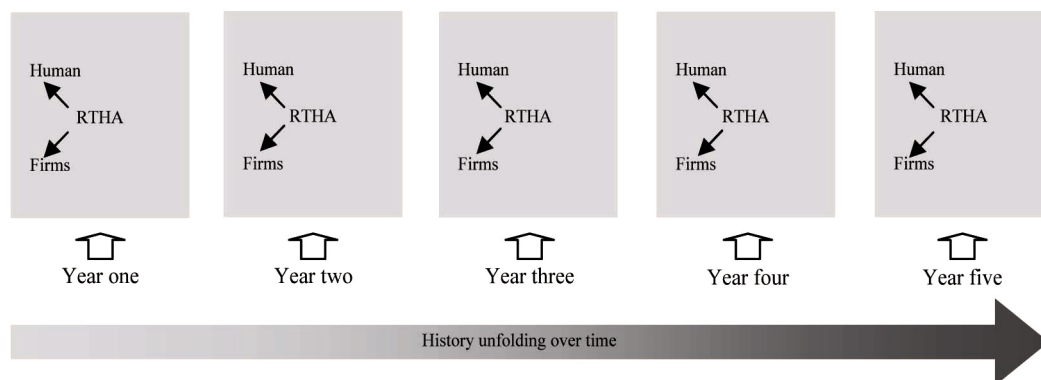 Human
RTHA
Firms
Human
RTHA
Firms
Human
RTHA
Firms
Human
RTHA
Firms
Human
RTHA
Firms
Year one
Year two
Year three
Year four
Year five
History unfolding over time